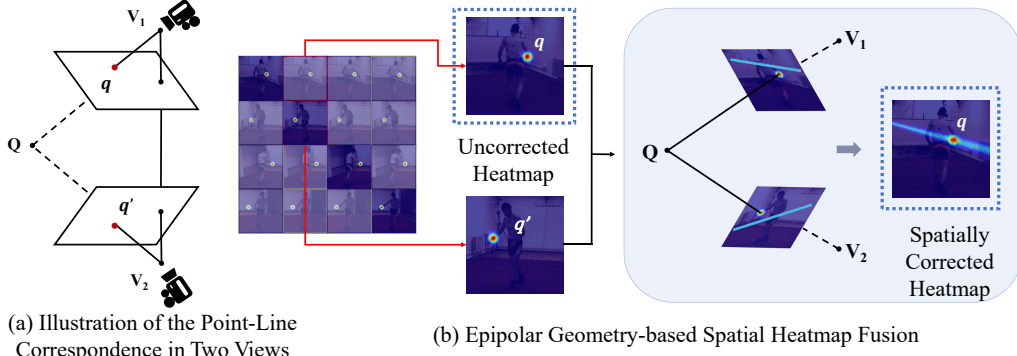 V1
q
Q
q'
V2
(a) Illustration of the Point-Line
Correspondence in Two Views
q
Uncorrected
Heatmap
q'
V1
Q
V2
q
Spatially
Corrected
Heatmap
(b) Epipolar Geometry-based Spatial Heatmap Fusion